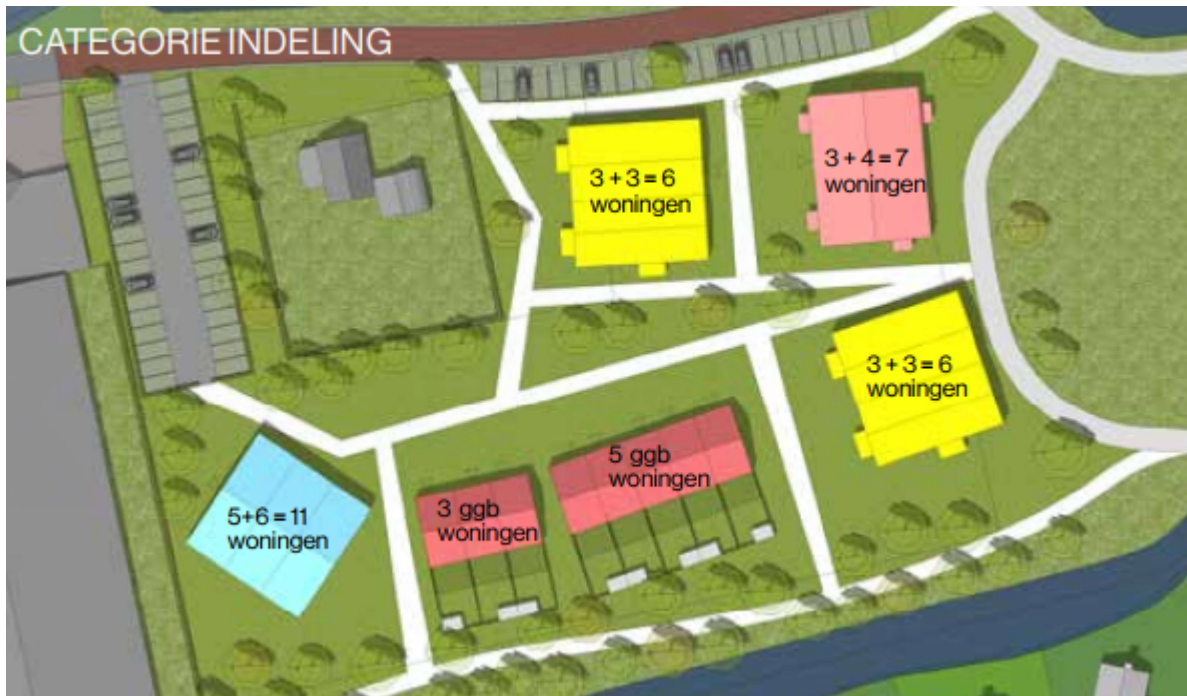 CATEGORIE INDELING
3 + 3 = 6
woningen
3 + 4 = 7
woningen
3 + 3 = 6
woningen
5 ggb
woningen
3 ggb
woningen
5+6 = 11
woningen